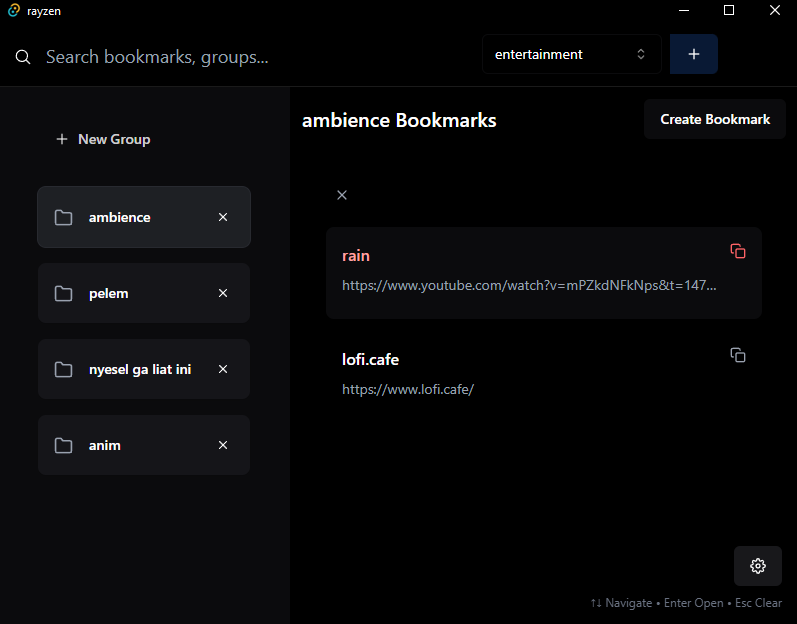 rayzen
Search bookmarks, groups...
entertainment
New Group
ambience Bookmarks
Create Bookmark
ambience
pelem
nyesel ga liat ini
anim
rain
https://www.youtube.com/watch?v=mPZkdNFkNps&t=147...
lofi.cafe
https://www.lofi.cafe/
↑↓ Navigate • Enter Open • Esc Clear